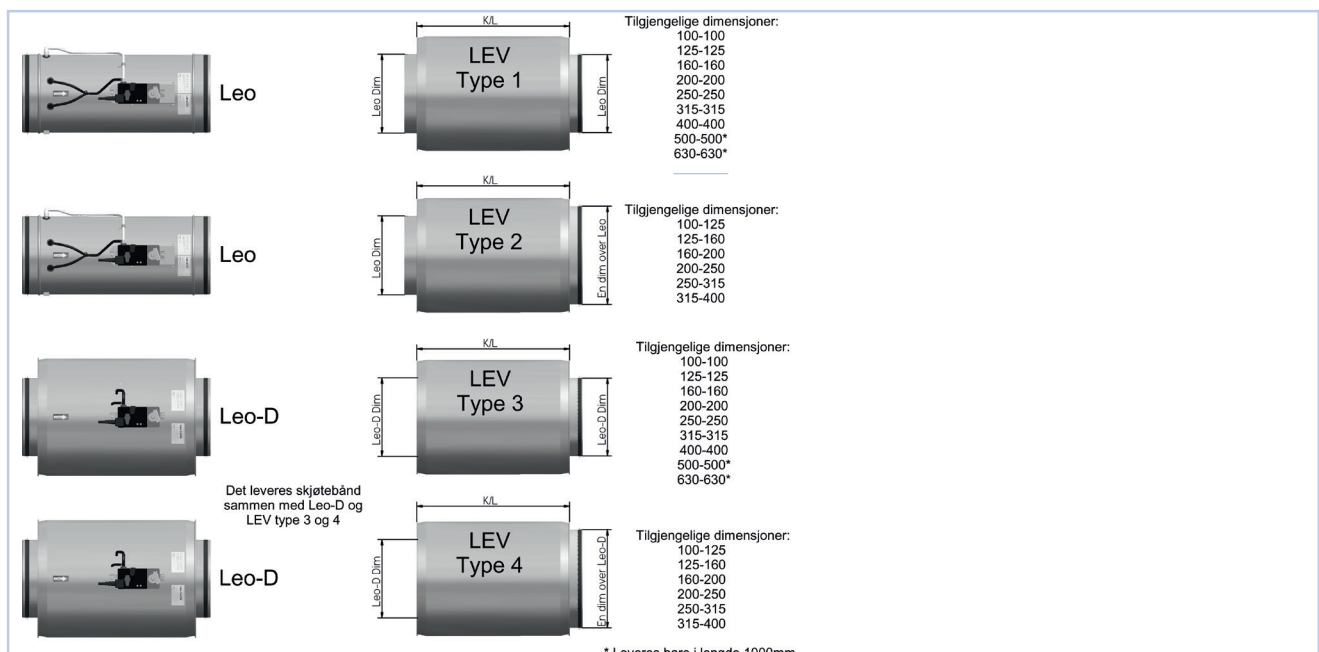 K/L
LEV
Type 1
Leo
Leo Dim
Leo Dim
Tilgjengelige dimensjoner:
100-100
125-125
160-160
200-200
250-250
315-315
400-400
500-500*
630-630*
K/L
LEV
Type 2
Leo
Leo Dim
En dim over Leo
Tilgjengelige dimensjoner:
100-125
125-160
160-200
200-250
250-315
315-400
K/L
LEV
Type 3
Leo-D
Leo-D Dim
Leo-D Dim
Tilgjengelige dimensjoner:
100-100
125-125
160-160
200-200
250-250
315-315
400-400
500-500*
630-630*
Det leveres skjøtebånd
sammen med Leo-D og
LEV type 3 og 4
K/L
LEV
Type 4
Leo-D
Leo-D Dim
En dim over Leo-D
Tilgjengelige dimensjoner:
100-125
125-160
160-200
200-250
250-315
315-400
* Leveres bare i lengde 1000mm